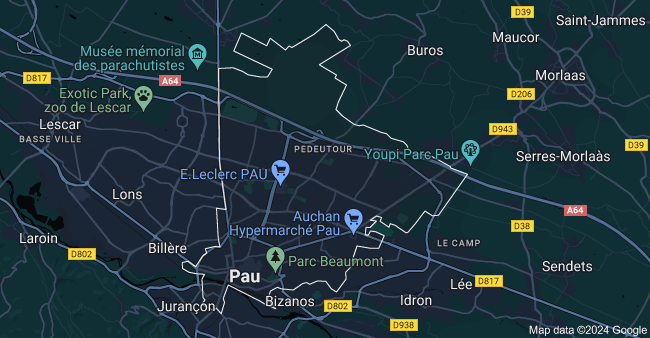 D39
Saint-Jammes
Maucor
Musée mémorial
des parachutistes
Buros
D817
A64
Morlaas
Exotic Park,
zoo de Lescar
D206
Lescar
BASSE VILLE
D943
PEDEUTOUR
Youpi Parc Pau
D39
Serres-Morlaàs
E.Leclerc PAU
Lons
A64
Auchan
Hypermarché Pau
D38
Laroin
D802
Billère
LE CAMP
Parc Beaumont
Sendets
Pau
Lée
D817
Jurançon
Bizanos
D802
Idron
D938
Map data ©2024 Google